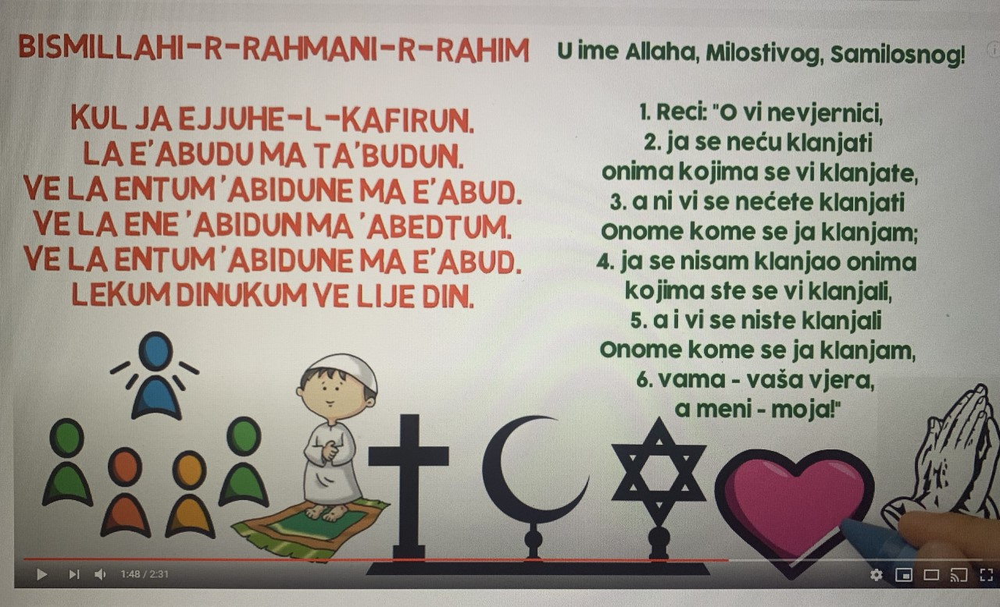 BISMILLAHI-R-RAHMANI-R-RAHIM
KUL JA EJJUHE-L-KAFIRUN.
LA E'ABUDU MA TA'BUDUN.
VE LA ENTUM 'ABIDUNE MA E'ABUD.
VE LA ENE 'ABIDUN MA 'ABEDTUM.
VE LA ENTUM 'ABIDUNE MA E'ABUD.
LEKUM DINUKUM VE LIJE DIN.
U ime Allaha, Milostivog, Samilosnog!
1. Reci: "O vi nevjernici,
2. ja se neću klanjati
onima kojima se vi klanjate,
3. a ni vi se nećete klanjati
Onome kome se ja klanjam;
4. ja se nisam klanjao onima
kojima ste se vi klanjali,
5. a i vi se niste klanjali
Onome kome se ja klanjam,
6. vama - vaša vjera,
a meni - moja!"
1:48 / 2:31